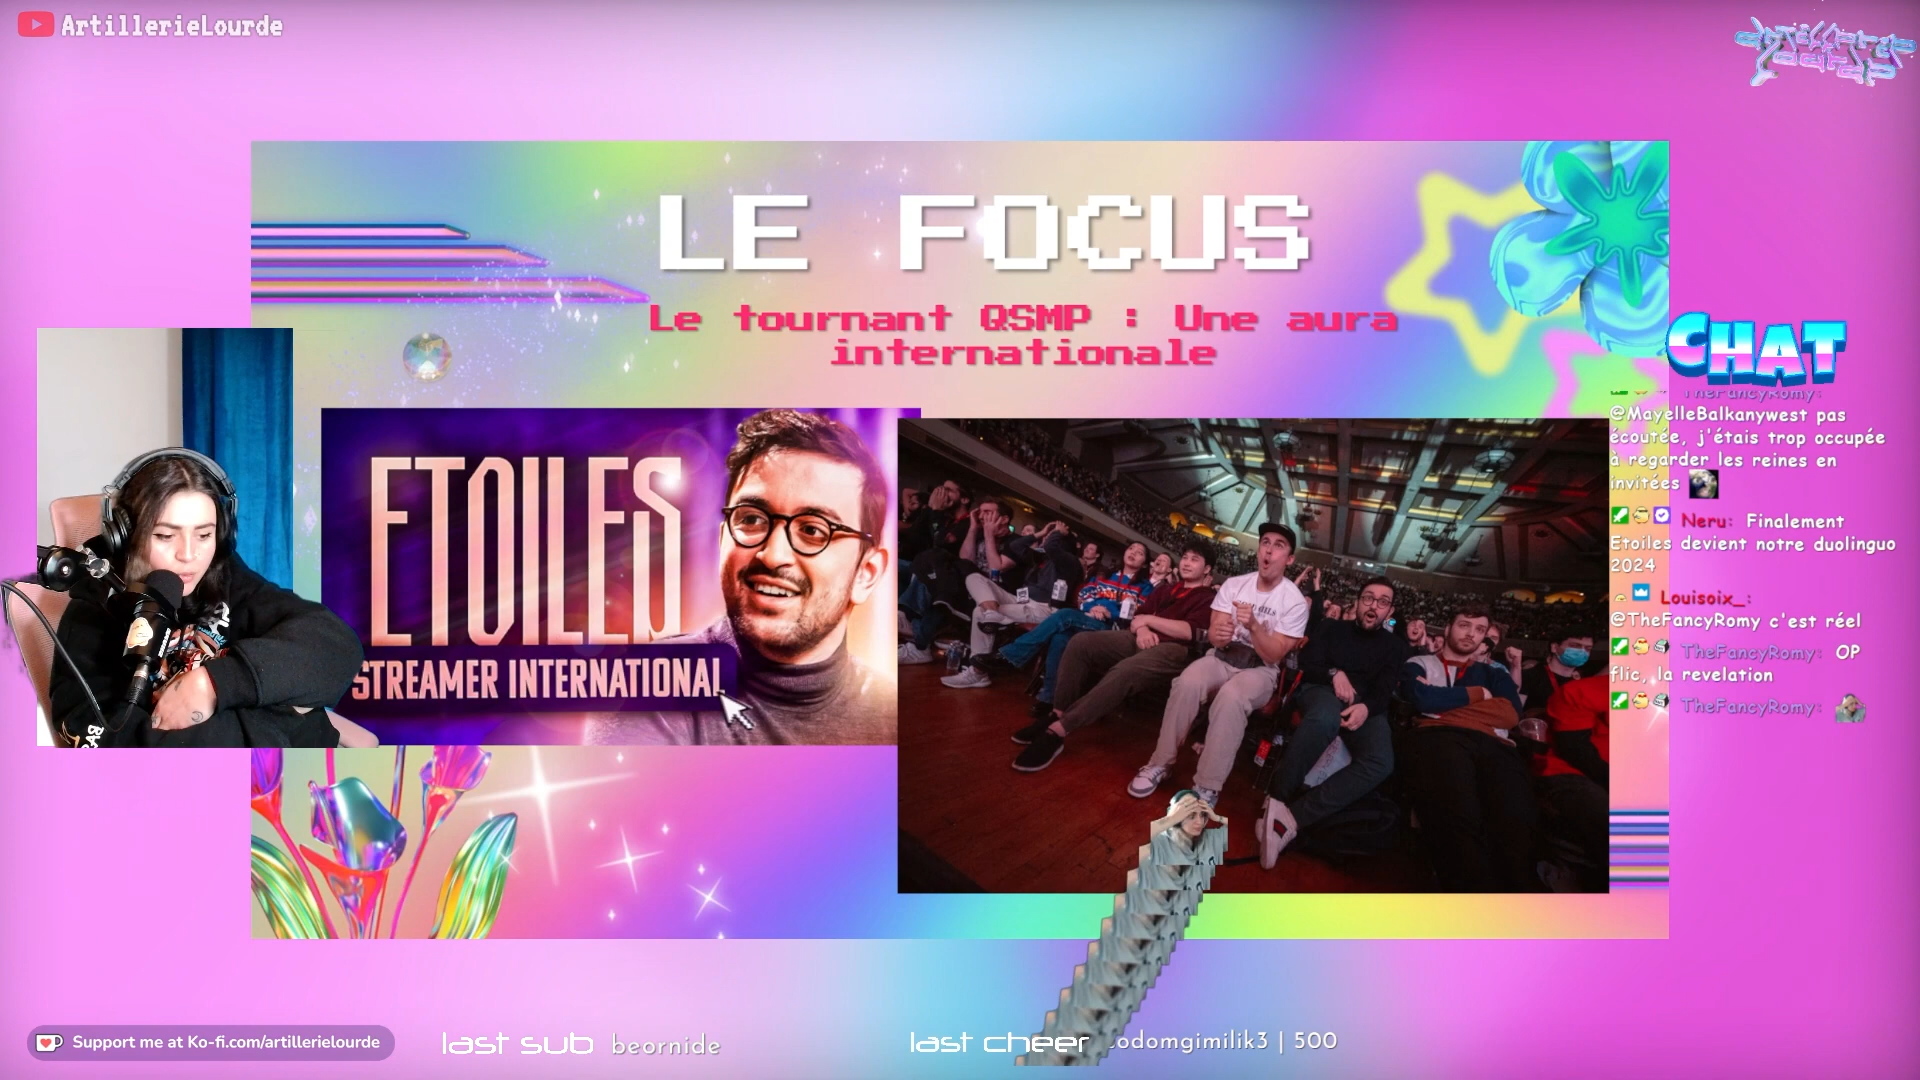 ArtillerieLourde
LE FOCUS
Le tournant QSMP : Une aura
internationale
ETOILES
STREAMER INTERNATIONAL
CHAT
TheFancyRomy:
@MayelleBalkanywest pas
écoutée, j'étais trop occupée
à regarder les reines en
invitées
Neru: Finalement
Etoiles devient notre duolinguo
2024
Louisoix_:
@TheFancyRomy c'est réel
TheFancyRomy: OP
flic, la revelation
TheFancyRomy:
Support me at Ko-fi.com/artillerielourde
last sub beornide
last cheer odomgimilik3 | 500